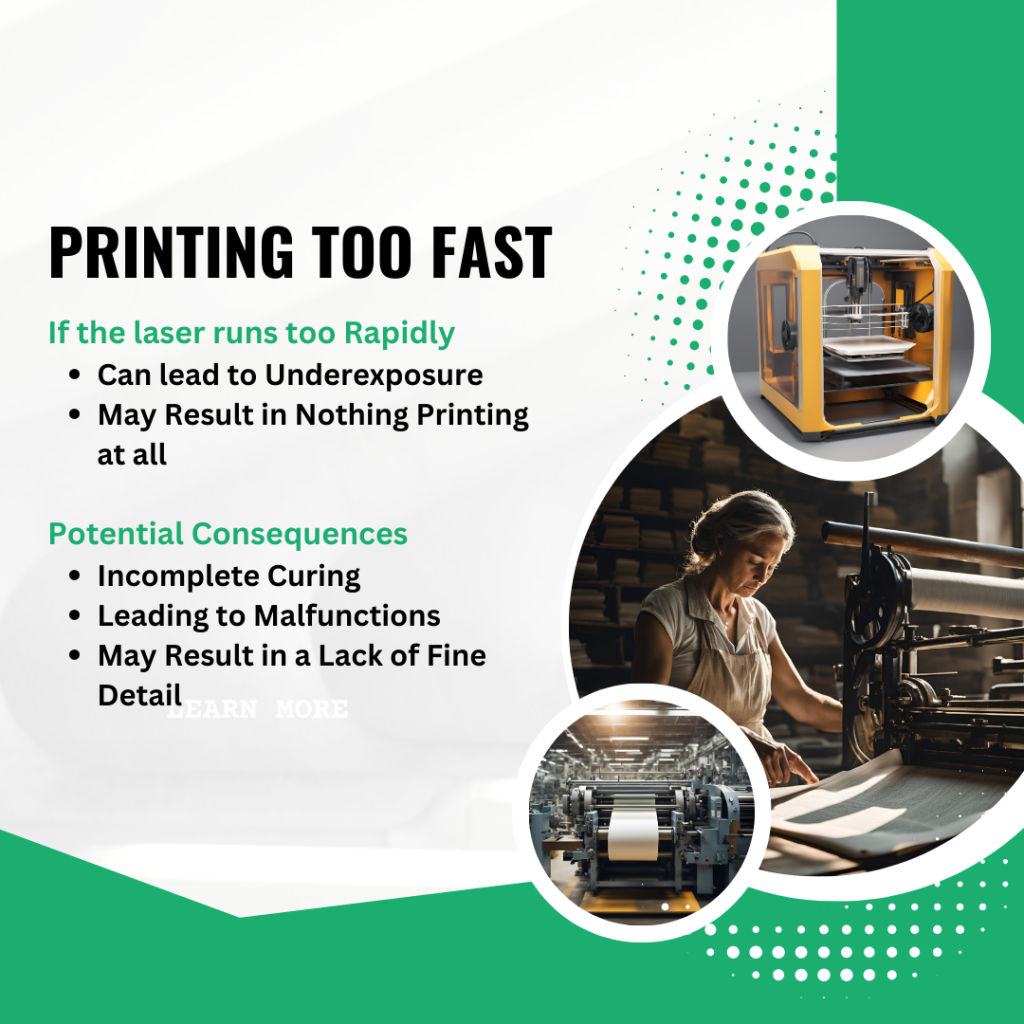 PRINTING TOO FAST
If the laser runs too Rapidly
• Can lead to Underexposure
• May Result in Nothing Printing
at all
Potential Consequences
• Incomplete Curing
• Leading to Malfunctions
• May Result in a Lack of Fine
Detail
LEARN MORE